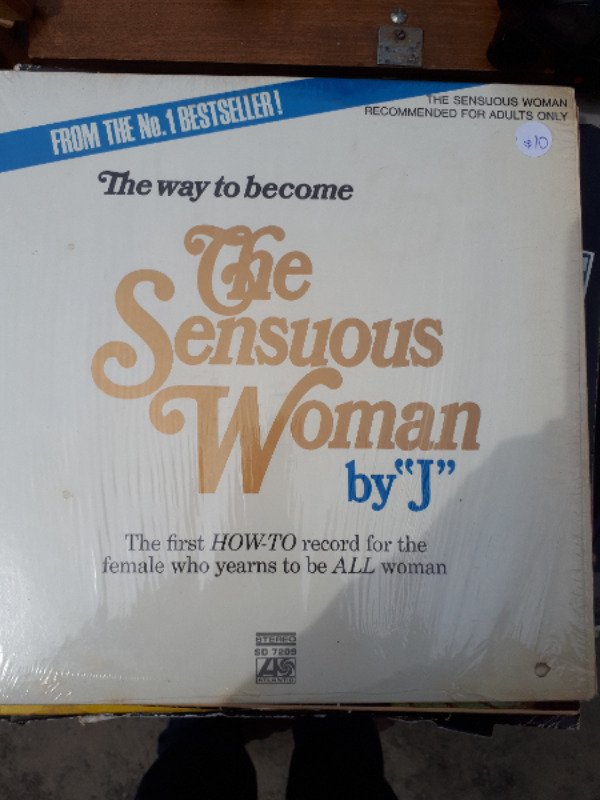 FROM THE No. 1 BESTSELLER!
THE SENSUOUS WOMAN
RECOMMENDED FOR ADULTS ONLY
$10
The way to become
The
Sensuous
Woman
by "J"
The first HOW-TO record for the
female who yearns to be ALL woman
STEREO
SD 7209
ATLANTIC